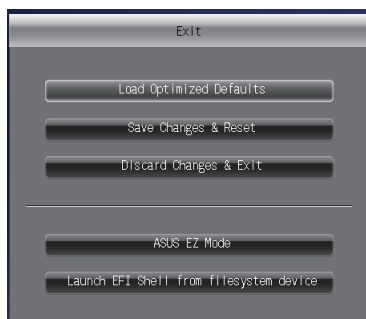 Exit
Load Optimized Defaults
Save Changes & Reset
Discard Changes & Exit
ASUS EZ Mode
Launch EFI Shell from filesystem device